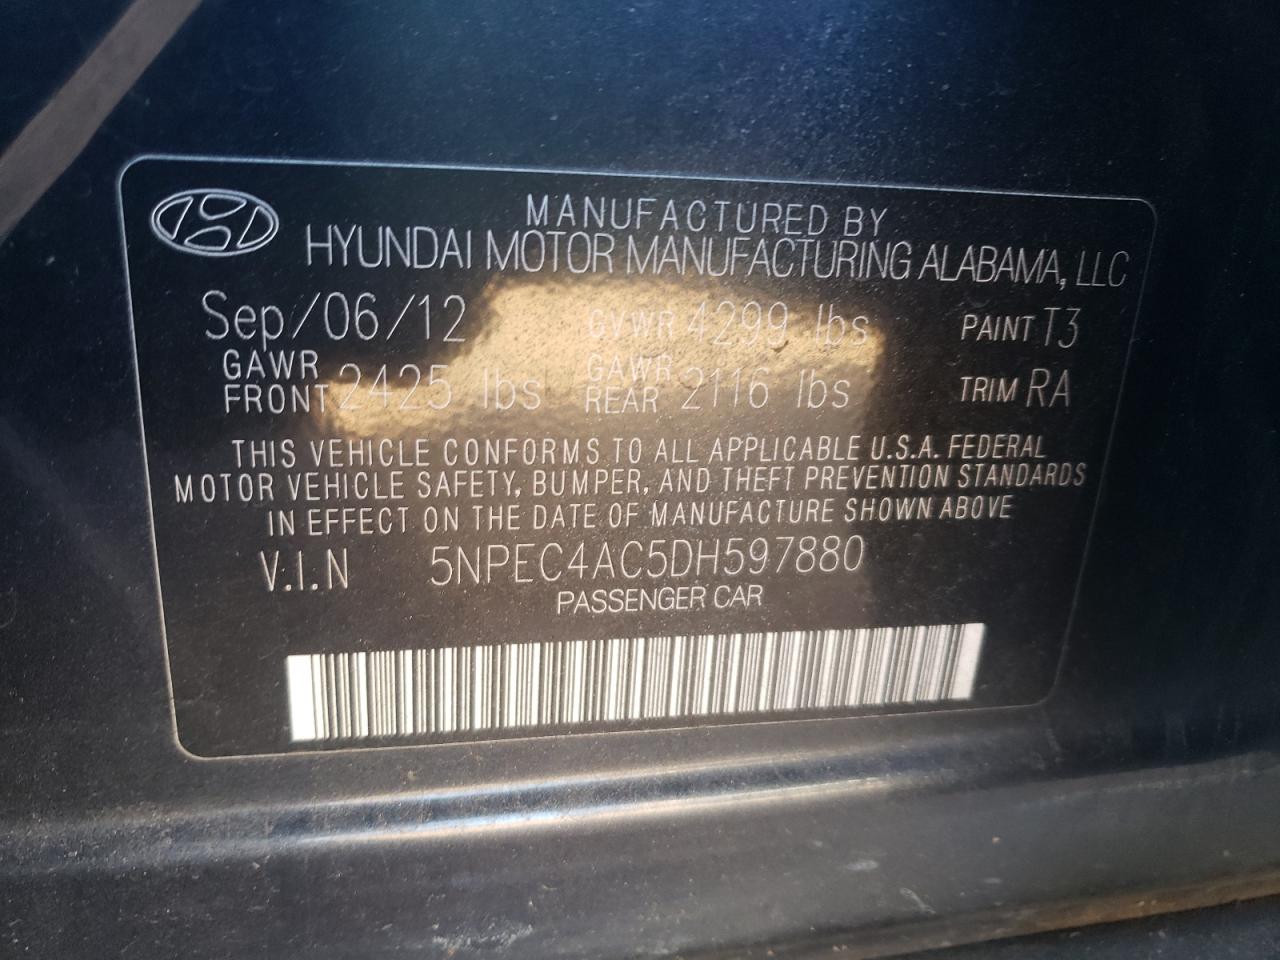 MANUFACTURED BY
HYUNDAI MOTOR MANUFACTURING ALABAMA, LLC
Sep/06/12 GVWR 4299 lbs PAINT T3
GAWR FRONT 2425 lbs GAWR REAR 2116 lbs TRIM RA
THIS VEHICLE CONFORMS TO ALL APPLICABLE U.S.A. FEDERAL
MOTOR VEHICLE SAFETY, BUMPER, AND THEFT PREVENTION STANDARDS
IN EFFECT ON THE DATE OF MANUFACTURE SHOWN ABOVE
V.I.N 5NPEC4AC5DH597880
PASSENGER CAR